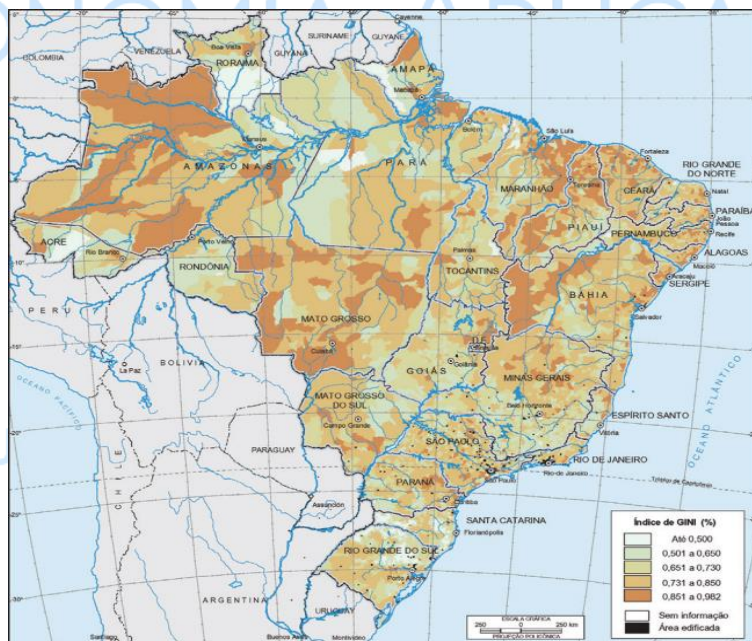 CAYENNE
SURINAME
GUYANE
VENEZUELA
GUYANA
COLOMBIA
Boa Vista
RORAIMA
AMAPÁ
Macapá
0°
Belém
São Luís
Manaus
Fortaleza
RIO GRANDE
DO NORTE
AMAZONAS
PARÁ
MARANHÃO
Teresina
CEARÁ
Natal
PARAÍBA
João
Pessoa
PIAUÍ
PERNAMBUCO
Recife
ACRE
Rio Branco
Porto Velho
ALAGOAS
Maceió
10°
RONDÔNIA
Palmas
TOCANTINS
Aracaju
SERGIPE
BAHIA
PERU
MATO GROSSO
Salvador
BOLIVIA
Cuiabá
D.F.
GOIÁS
Goiânia
La Paz
15°
MINAS GERAIS
OCEANO PACÍFICO
OCEANO ATLÂNTICO
MATO GROSSO
DO SUL
Campo Grande
Belo Horizonte
ESPÍRITO SANTO
Vitória
20°
SÃO PAULO
PARAGUAY
RIO DE JANEIRO
Rio de Janeiro
São Paulo
CHILE
PARANÁ
Curitiba
Assunción
25°
SANTA CATARINA
Florianópolis
RIO GRANDE DO SUL
Porto Alegre
30°
ARGENTINA
URUGUAY
Santiago
Buenos Aires
Montevideo
Índice de GINI (%)
Até 0,500
0,501 a 0,650
0,651 a 0,730
0,731 a 0,850
0,851 a 0,982
Sem informação
Área edificada
ESCALA GRÁFICA
250 0 250 km
PROJEÇÃO POLICÔNICA